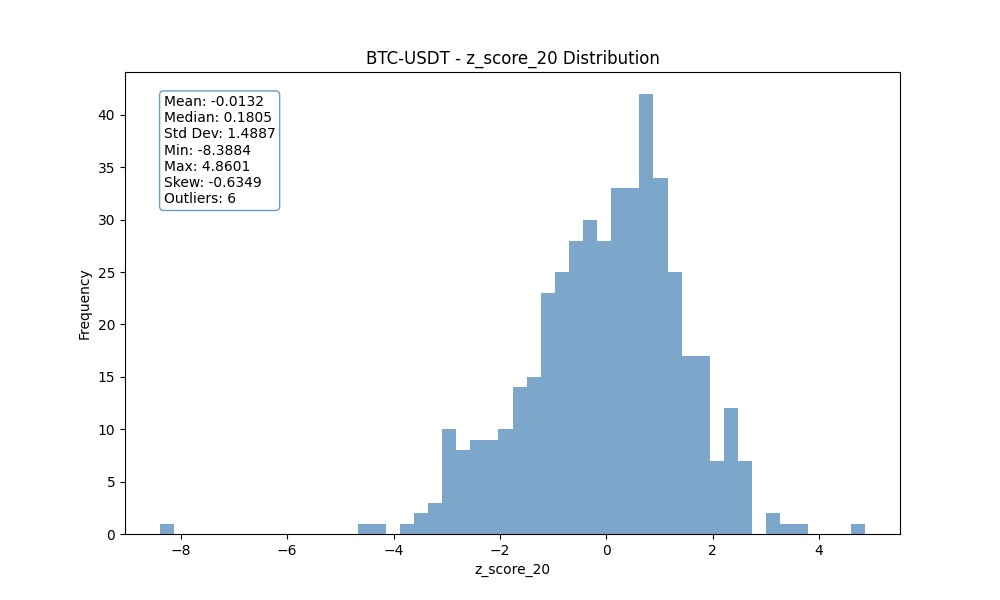 BTC-USDT - z_score_20 Distribution
Mean: -0.0132
Median: 0.1805
Std Dev: 1.4887
Min: -8.3884
Max: 4.8601
Skew: -0.6349
Outliers: 6
Frequency
40
35
30
25
20
15
10
5
0
−8 −6 −4 −2 0 2 4
z_score_20